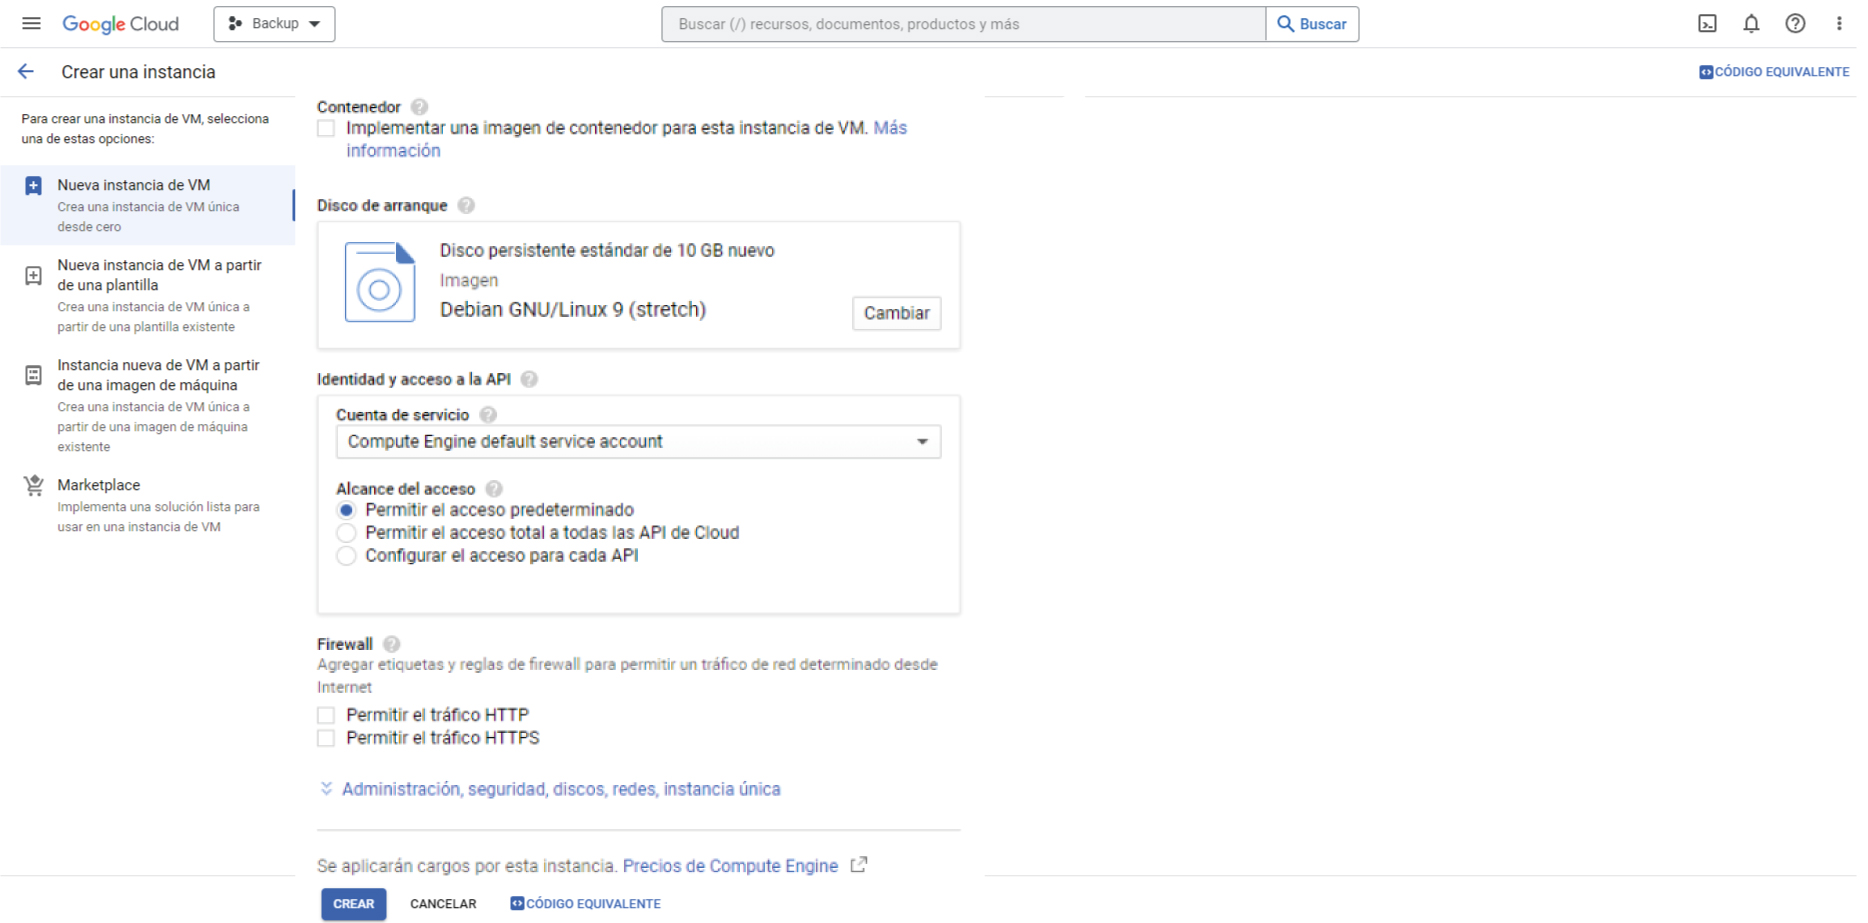 Google Cloud
Backup
Buscar (/) recursos, documentos, productos y más
Buscar
Crear una instancia
CÓDIGO EQUIVALENTE
Para crear una instancia de VM, selecciona
una de estas opciones:
Nueva instancia de VM
Crea una instancia de VM única
desde cero
Nueva instancia de VM a partir
de una plantilla
Crea una instancia de VM única a
partir de una plantilla existente
Instancia nueva de VM a partir
de una imagen de máquina
Crea una instancia de VM única a
partir de una imagen de máquina
existente
Marketplace
Implementa una solución lista para
usar en una instancia de VM
Contenedor
Implementar una imagen de contenedor para esta instancia de VM. Más
información
Disco de arranque
Disco persistente estándar de 10 GB nuevo
Imagen
Debian GNU/Linux 9 (stretch)
Cambiar
Identidad y acceso a la API
Cuenta de servicio
Compute Engine default service account
Alcance del acceso
Permitir el acceso predeterminado
Permitir el acceso total a todas las API de Cloud
Configurar el acceso para cada API
Firewall
Agregar etiquetas y reglas de firewall para permitir un tráfico de red determinado desde
Internet
Permitir el tráfico HTTP
Permitir el tráfico HTTPS
Administración, seguridad, discos, redes, instancia única
Se aplicarán cargos por esta instancia. Precios de Compute Engine
CREAR
CANCELAR
CÓDIGO EQUIVALENTE